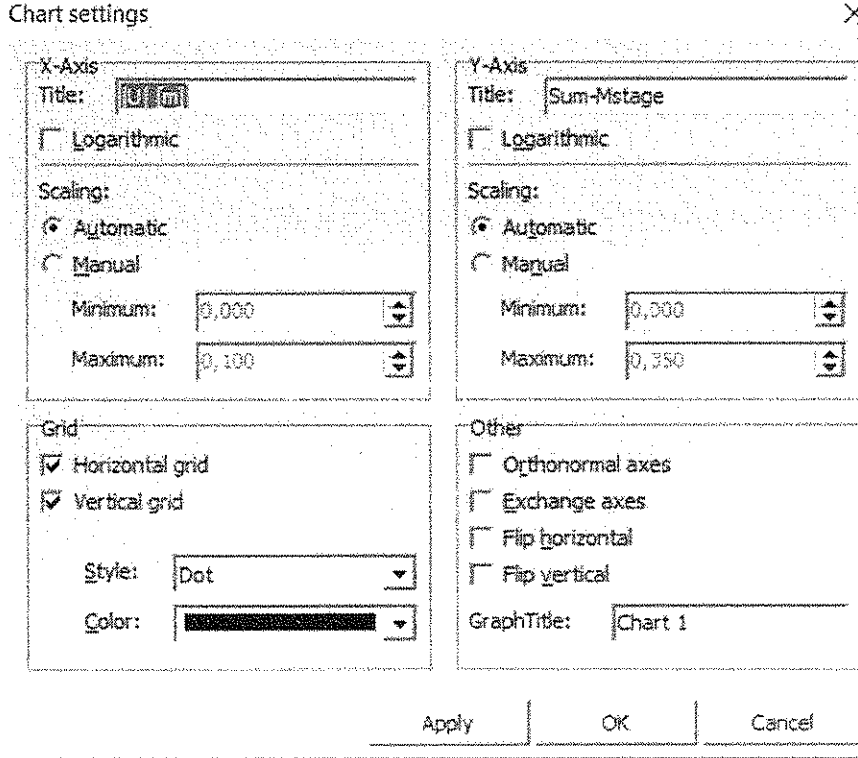 Chart settings
X-Axis
Title: |U| [m]
Logarithmic
Scaling:
Automatic
Manual
Minimum: 0,000
Maximum: 0,100
Y-Axis
Title: Sum-Mstage
Logarithmic
Scaling:
Automatic
Manual
Minimum: 0,000
Maximum: 0,350
Grid
Horizontal grid
Vertical grid
Style: Dot
Color:
Other
Orthonormal axes
Exchange axes
Flip horizontal
Flip vertical
GraphTitle: Chart 1
Apply OK Cancel